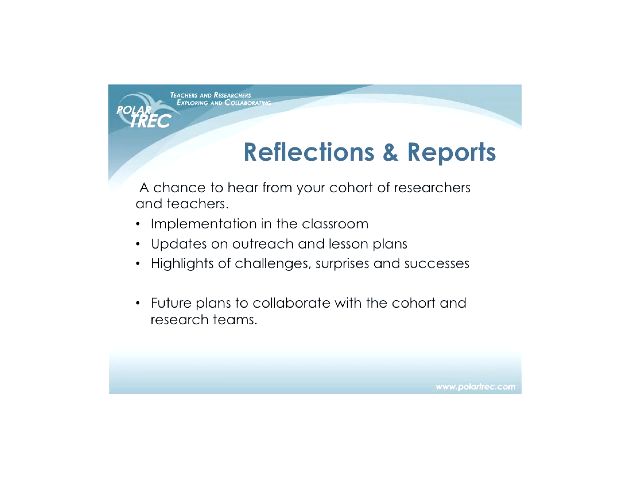 TEACHERS AND RESEARCHERS
EXPLORING AND COLLABORATING
POLAR
TREC
Reflections & Reports
A chance to hear from your cohort of researchers
and teachers.
• Implementation in the classroom
• Updates on outreach and lesson plans
• Highlights of challenges, surprises and successes
• Future plans to collaborate with the cohort and
research teams.
www.polartrec.com